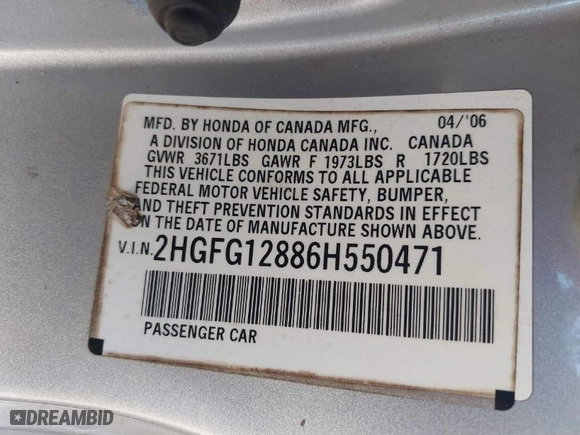 MFD. BY HONDA OF CANADA MFG., 04/'06
A DIVISION OF HONDA CANADA INC. CANADA
GVWR 3671LBS GAWR F 1973LBS R 1720LBS
THIS VEHICLE CONFORMS TO ALL APPLICABLE
FEDERAL MOTOR VEHICLE SAFETY, BUMPER,
AND THEFT PREVENTION STANDARDS IN EFFECT
ON THE DATE OF MANUFACTURE SHOWN ABOVE.
V.I.N. 2HGFG12886H550471
PASSENGER CAR
DREAMBID